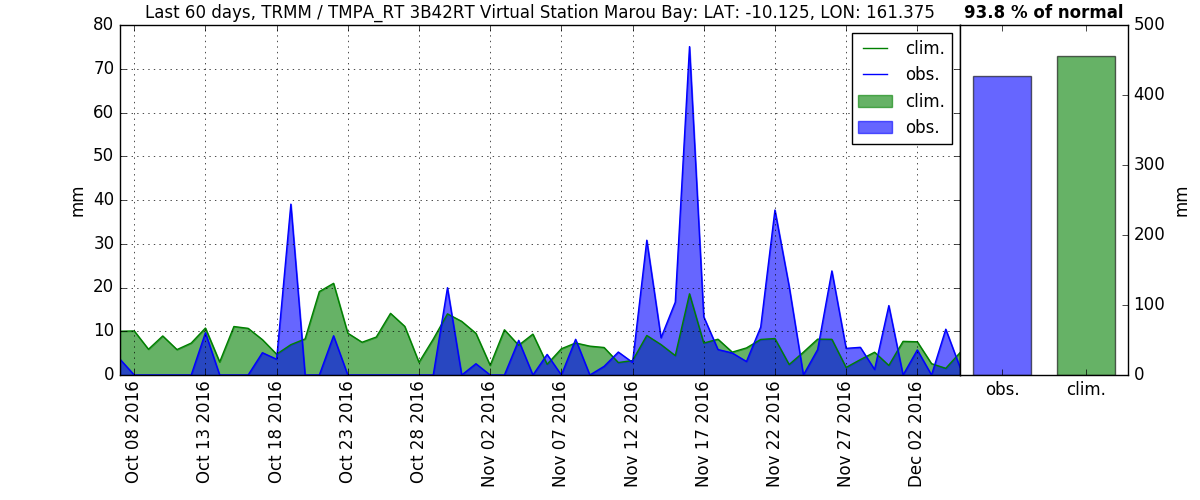 Last 60 days, TRMM / TMPA_RT 3B42RT Virtual Station Marou Bay: LAT: -10.125, LON: 161.375
93.8 % of normal
80
70
60
50
40
30
20
10
0
mm
clim.
obs.
clim.
obs.
Oct 08 2016
Oct 13 2016
Oct 18 2016
Oct 23 2016
Oct 28 2016
Nov 02 2016
Nov 07 2016
Nov 12 2016
Nov 17 2016
Nov 22 2016
Nov 27 2016
Dec 02 2016
500
400
300
200
100
0
mm
obs.
clim.